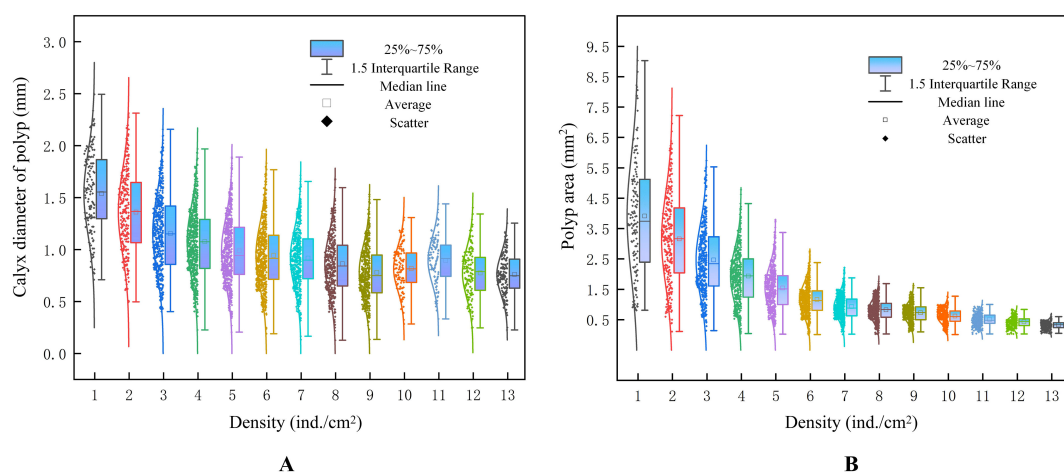 3.0
2.5
2.0
1.5
1.0
0.5
0.0
Calyx diameter of polyp (mm)
25%~75%
1.5 Interquartile Range
Median line
Average
Scatter
1 2 3 4 5 6 7 8 9 10 11 12 13
Density (ind./cm²)
A
9.5
8.5
7.5
6.5
5.5
4.5
3.5
2.5
1.5
0.5
Polyp area (mm²)
25%~75%
1.5 Interquartile Range
Median line
Average
Scatter
1 2 3 4 5 6 7 8 9 10 11 12 13
Density (ind./cm²)
B